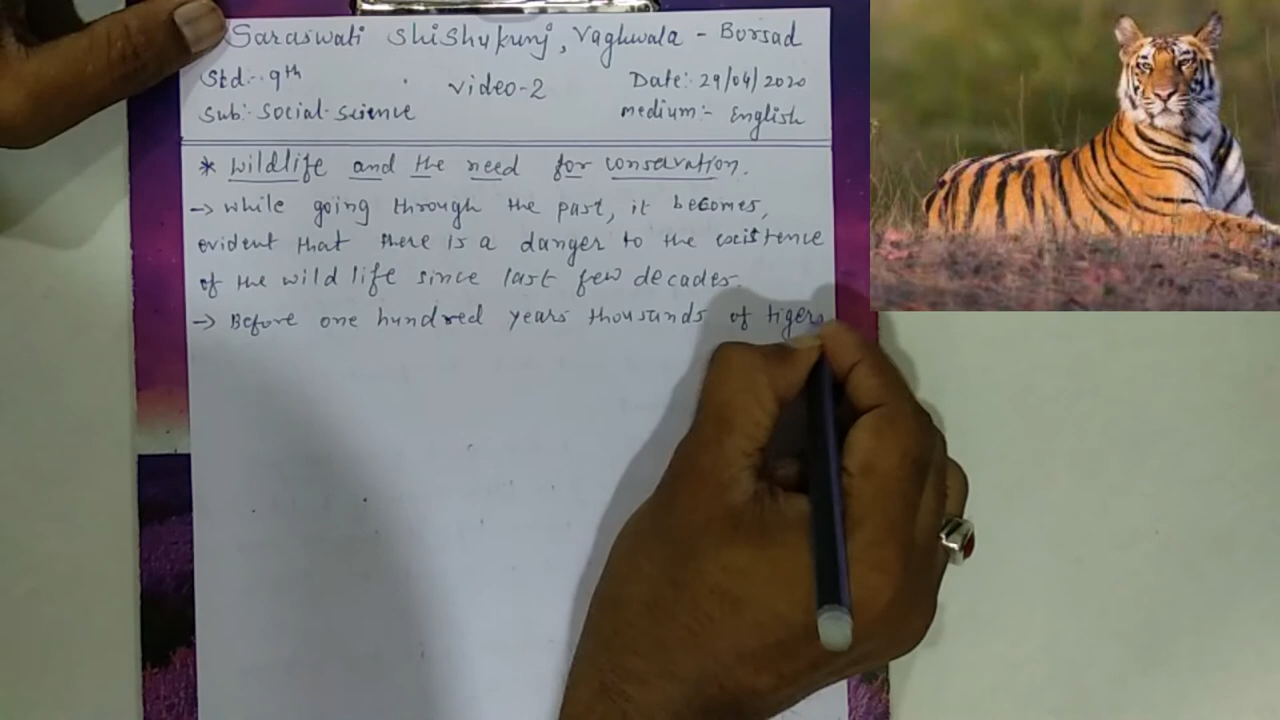 Saraswati Shishukunj, Vaghwala - Borsad
Std:- 9th video-2 Date:- 29/04/2020
Sub:- Social-Science medium:- English
* Wildlife and the need for conservation.
→ While going through the past, it becomes,
evident that there is a danger to the existence
of the wild life since last few decades.
→ Before one hundred years thousands of tigers